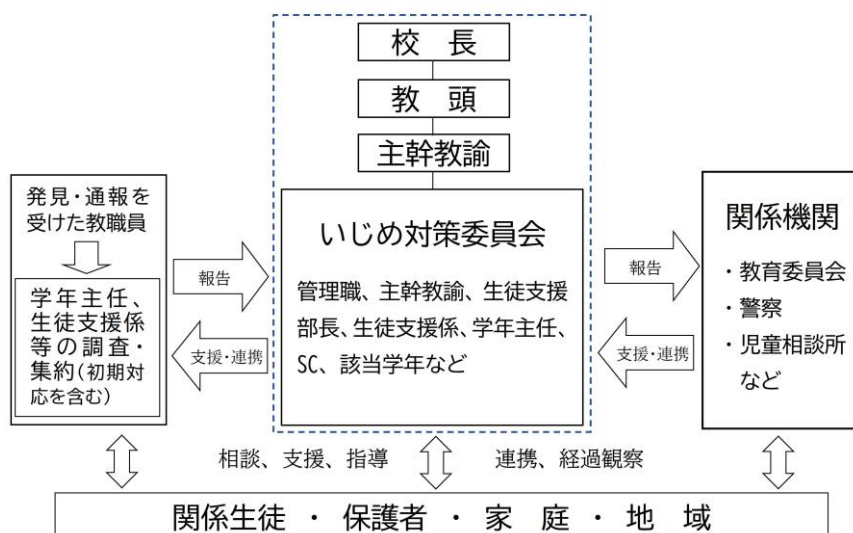 校　長
教　頭
主幹教諭
発見・通報を
受けた教職員
学年主任、
生徒支援係
等の調査・
集約(初期対
応を含む)
報告
支援・連携
いじめ対策委員会
管理職、主幹教諭、生徒支援
部長、生徒支援係、学年主任、
SC、該当学年など
報告
支援・連携
関係機関
・教育委員会
・警察
・児童相談所
など
相談、支援、指導
連携、経過観察
関係生徒　・　保護者　・　家　庭　・　地　域